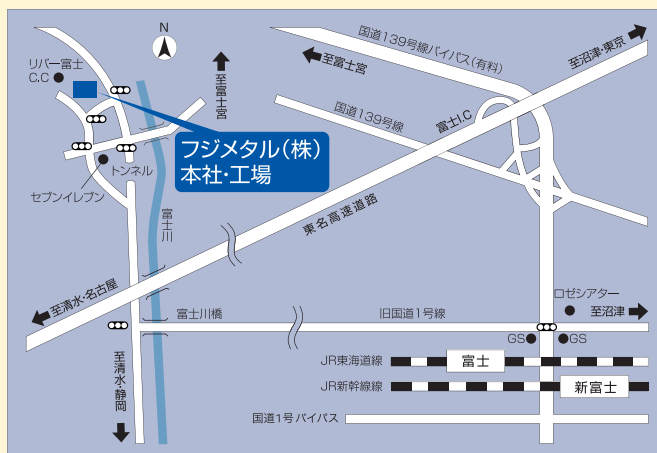 N
国道139号線バイパス(有料)
至沼津・東京
リバー富士
C.C
至富士宮
至富士宮
国道139号線
富士I.C
フジメタル(株)
本社・工場
トンネル
セブンイレブン
富士川
東名高速道路
至清水・名古屋
ロゼシアター
富士川橋
旧国道1号線
至沼津
GS
GS
至清水・静岡
JR東海道線
富士
JR新幹線線
新富士
国道1号バイパス